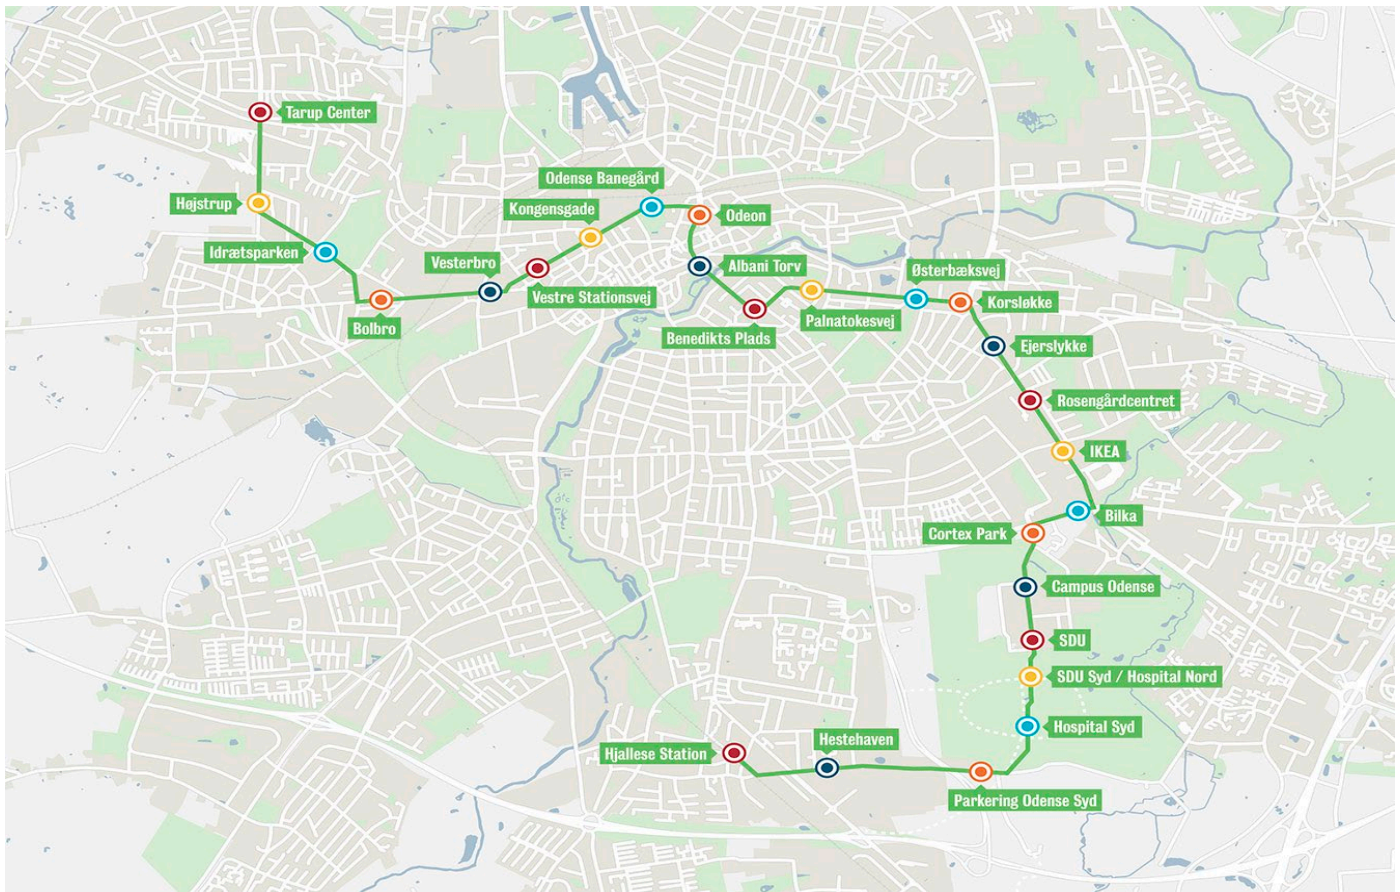 Tarup Center
Højstrup
Idrætsparken
Bolbro
Vesterbro
Vestre Stationsvej
Kongensgade
Odense Banegård
Odeon
Albani Torv
Benedikts Plads
Palnatokesvej
Østerbæksvej
Korsløkke
Ejerslykke
Rosengårdcentret
IKEA
Bilka
Cortex Park
Campus Odense
SDU
SDU Syd / Hospital Nord
Hospital Syd
Parkering Odense Syd
Hestehaven
Hjallese Station